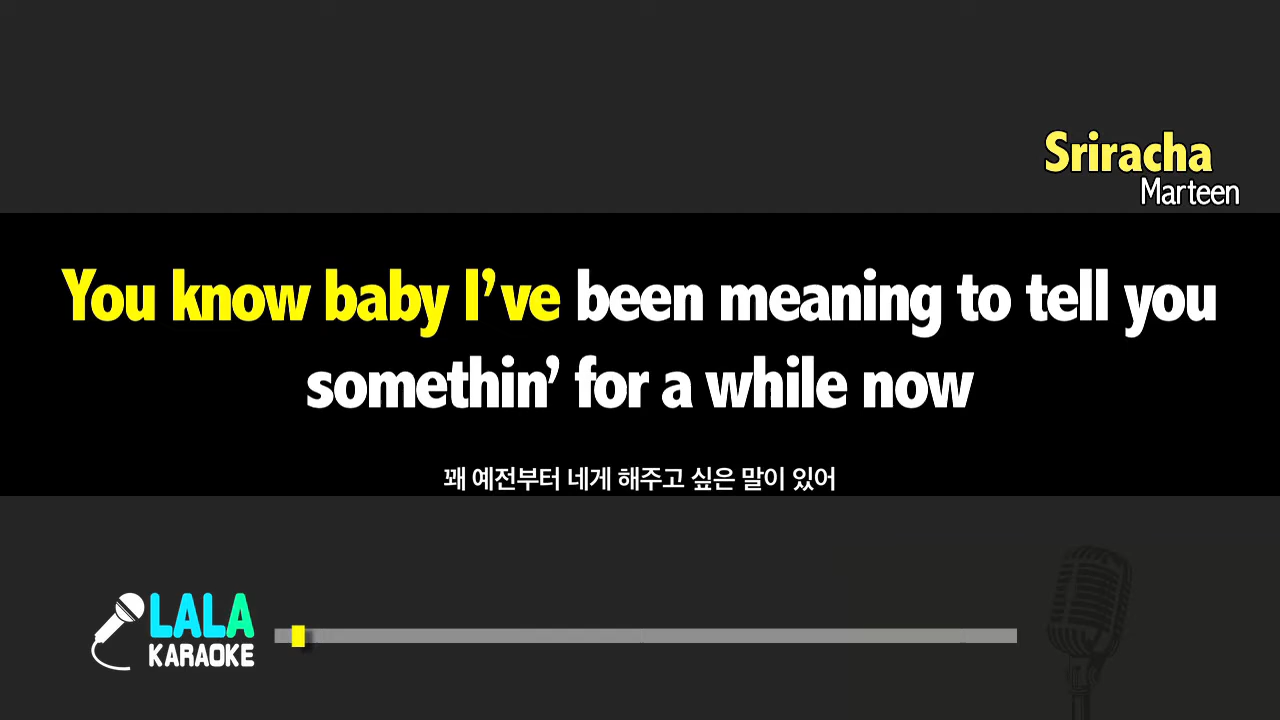 Sriracha
Marteen
You know baby I’ve been meaning to tell you
somethin’ for a while now
꽤 예전부터 네게 해주고 싶은 말이 있어
LALA
KARAOKE